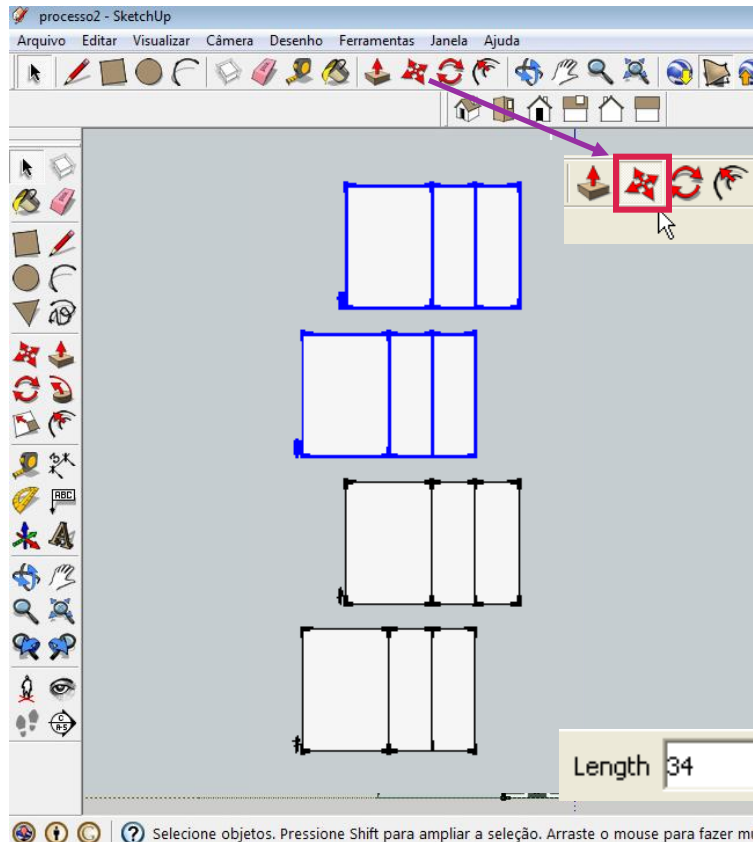 processo2 - SketchUp
Arquivo Editar Visualizar Câmera Desenho Ferramentas Janela Ajuda
ABC
Length 34
Selecione objetos. Pressione Shift para ampliar a seleção. Arraste o mouse para fazer